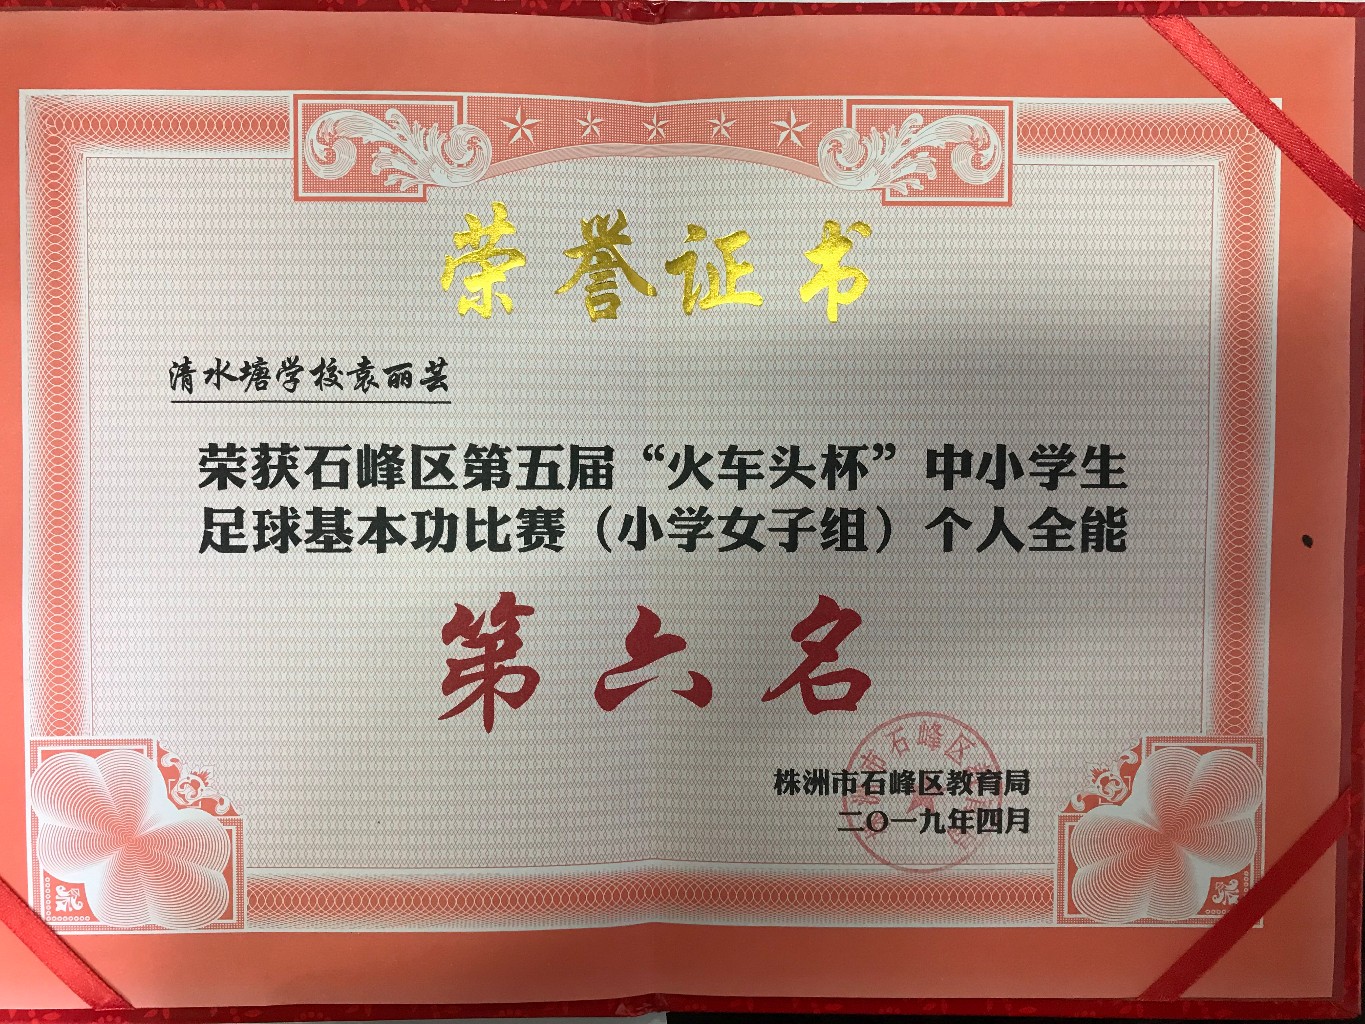 荣誉证书
清水塘学校袁丽芸
荣获石峰区第五届“火车头杯”中小学生
足球基本功比赛（小学女子组）个人全能
第六名
株洲市石峰区教育局
二〇一九年四月